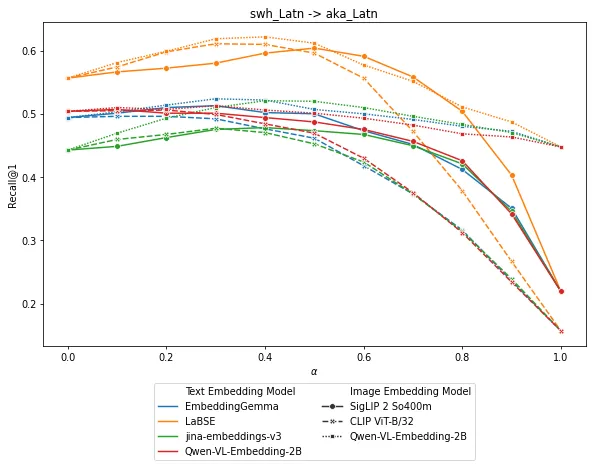 swh_Latn -> aka_Latn
Recall@1
0.6
0.5
0.4
0.3
0.2
0.0
0.2
0.4
0.6
0.8
1.0
α
Text Embedding Model
EmbeddingGemma
LaBSE
jina-embeddings-v3
Qwen-VL-Embedding-2B
Image Embedding Model
SigLIP 2 So400m
CLIP ViT-B/32
Qwen-VL-Embedding-2B